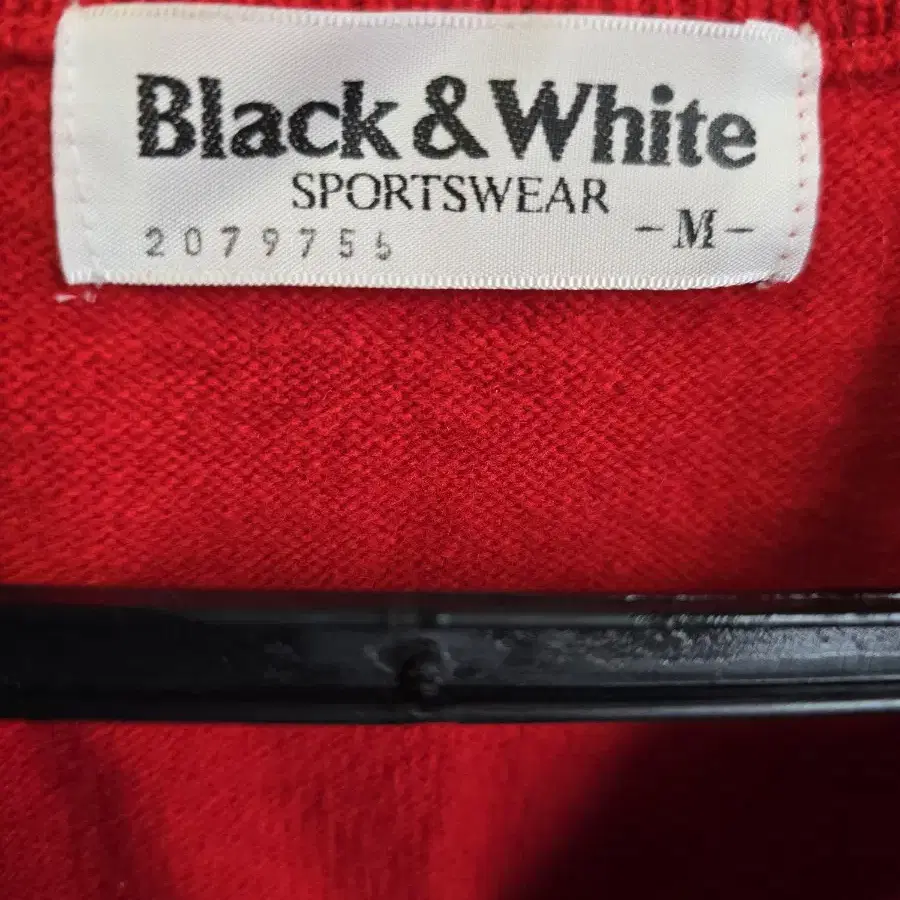 Black & White
SPORTSWEAR
2079756
-M-